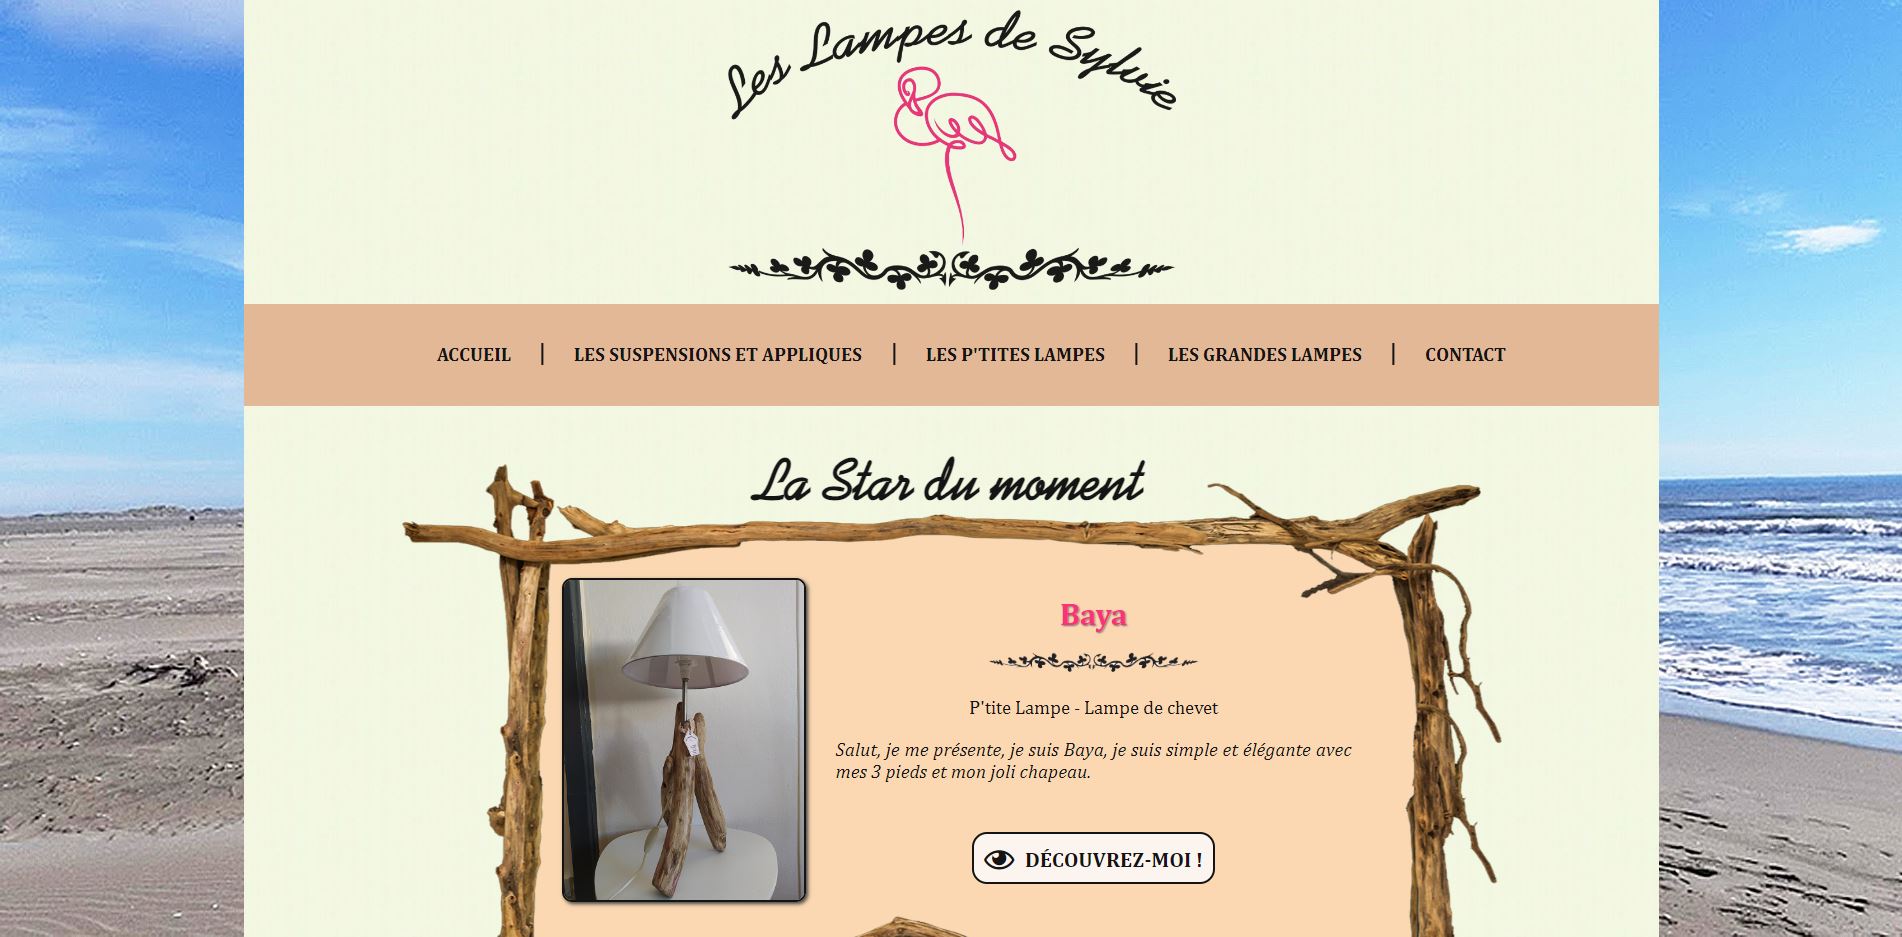 Les Lampes de Sylvie
ACCUEIL | LES SUSPENSIONS ET APPLIQUES | LES P'TITES LAMPES | LES GRANDES LAMPES | CONTACT
La Star du moment
Baya
P'tite Lampe - Lampe de chevet
Salut, je me présente, je suis Baya, je suis simple et élégante avec
mes 3 pieds et mon joli chapeau.
DÉCOUVREZ-MOI !